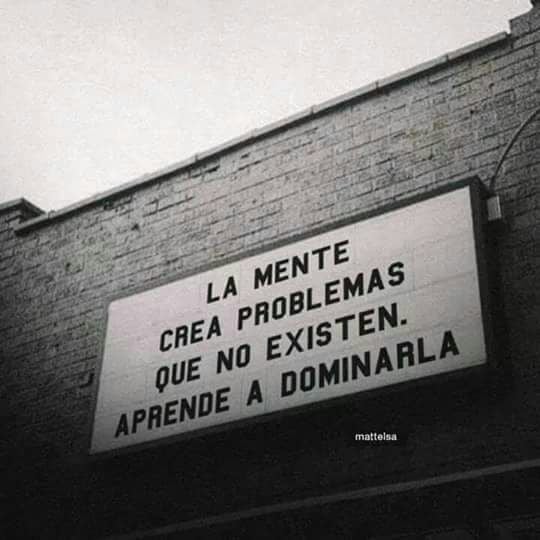 LA MENTE
CREA PROBLEMAS
QUE NO EXISTEN.
APRENDE A DOMINARLA
mattelsa